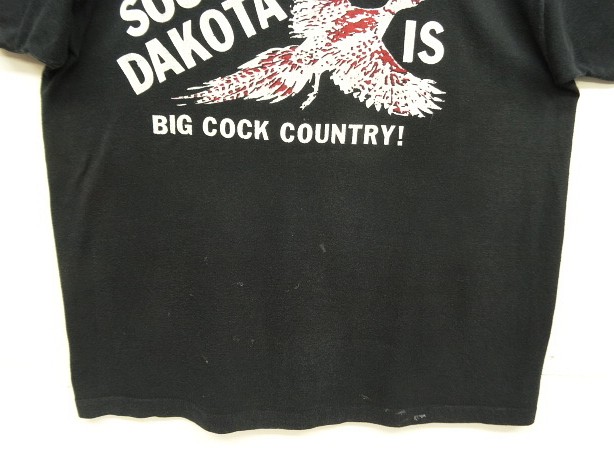 DAKOTA IS
BIG COCK COUNTRY!